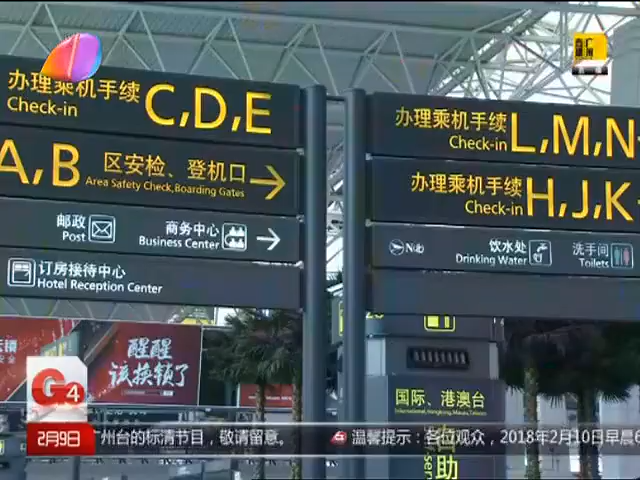 办理乘机手续
Check-in
C,D,E
A,B
区安检、登机口
Area Safety Check,Boarding Gates
邮政
Post
商务中心
Business Center
订房接待中心
Hotel Reception Center
办理乘机手续
Check-in
L,M,N
办理乘机手续
Check-in
H,J,K
饮水处
Drinking Water
洗手间
Toilets
醒醒
该换锁了
国际、港澳台
G4
2月9日
广州台的标清节目，敬请留意。
温馨提示：各位观众，2018年2月10日早晨6